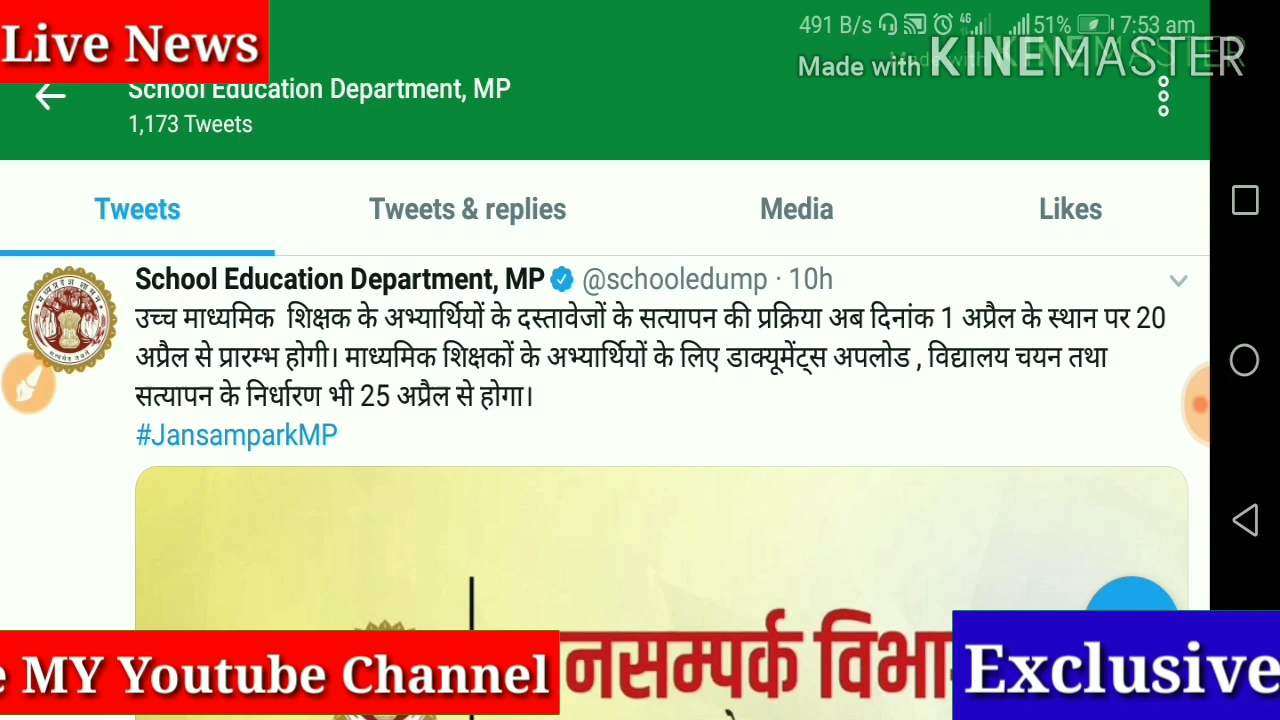 Live News
491 B/s 4G 51% 7:53 am
Made with KINEMASTER
School Education Department, MP
1,173 Tweets
Tweets Tweets & replies Media Likes
School Education Department, MP @schooledump · 10h
उच्च माध्यमिक शिक्षक के अभ्यार्थियों के दस्तावेजों के सत्यापन की प्रक्रिया अब दिनांक 1 अप्रैल के स्थान पर 20
अप्रैल से प्रारम्भ होगी। माध्यमिक शिक्षकों के अभ्यार्थियों के लिए डाक्यूमेंट्स अपलोड , विद्यालय चयन तथा
सत्यापन के निर्धारण भी 25 अप्रैल से होगा।
#JansamparkMP
नसम्पर्क विभा
e MY Youtube Channel
Exclusive